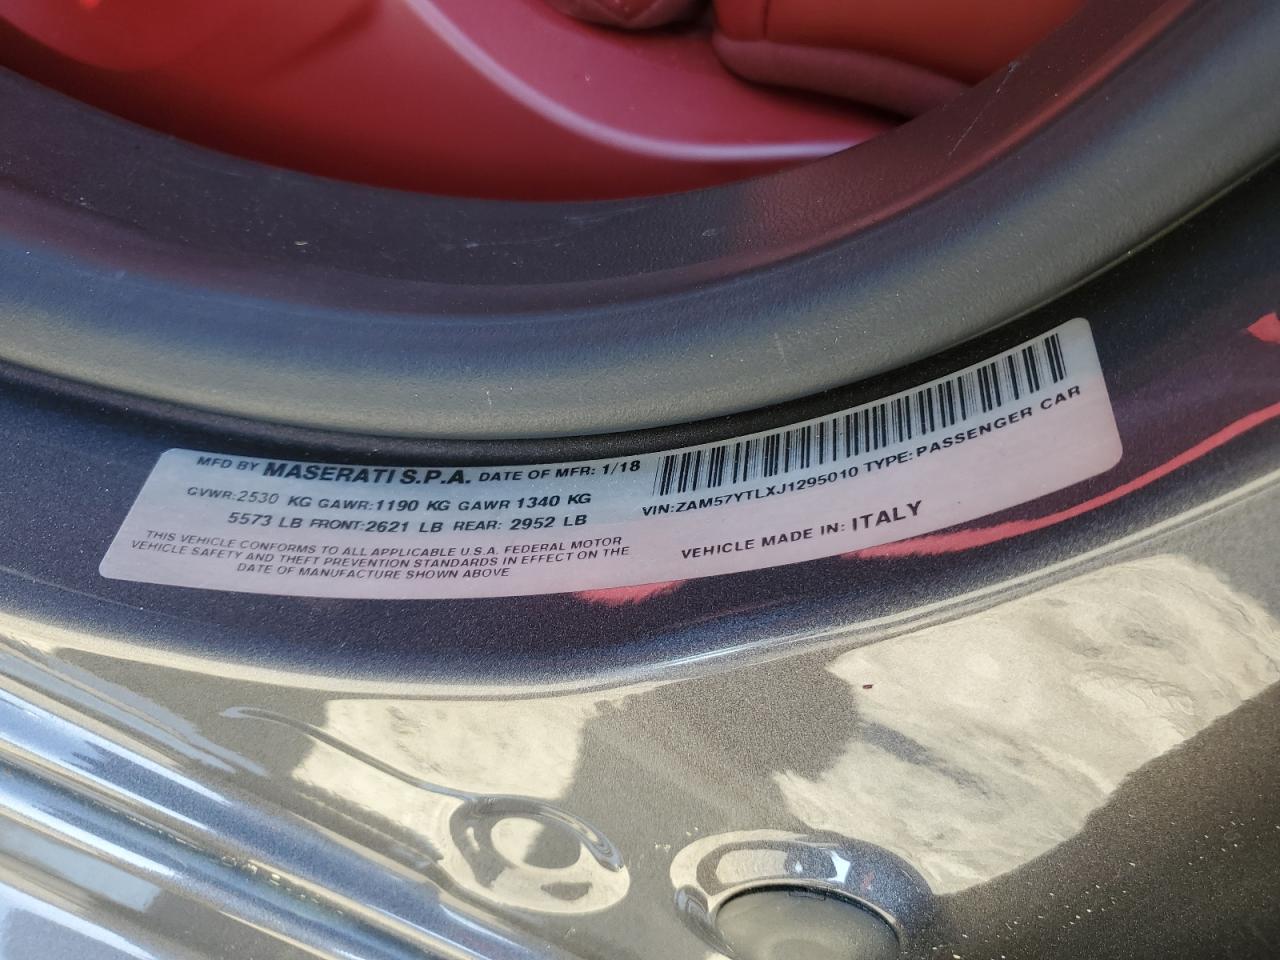 MFD BY MASERATI S.P.A. DATE OF MFR: 1/18
GVWR:2530 KG GAWR:1190 KG GAWR 1340 KG
5573 LB FRONT:2621 LB REAR: 2952 LB
THIS VEHICLE CONFORMS TO ALL APPLICABLE U.S.A. FEDERAL MOTOR
VEHICLE SAFETY AND THEFT PREVENTION STANDARDS IN EFFECT ON THE
DATE OF MANUFACTURE SHOWN ABOVE
VIN:ZAM57YTLXJ1295010 TYPE:PASSENGER CAR
VEHICLE MADE IN: ITALY